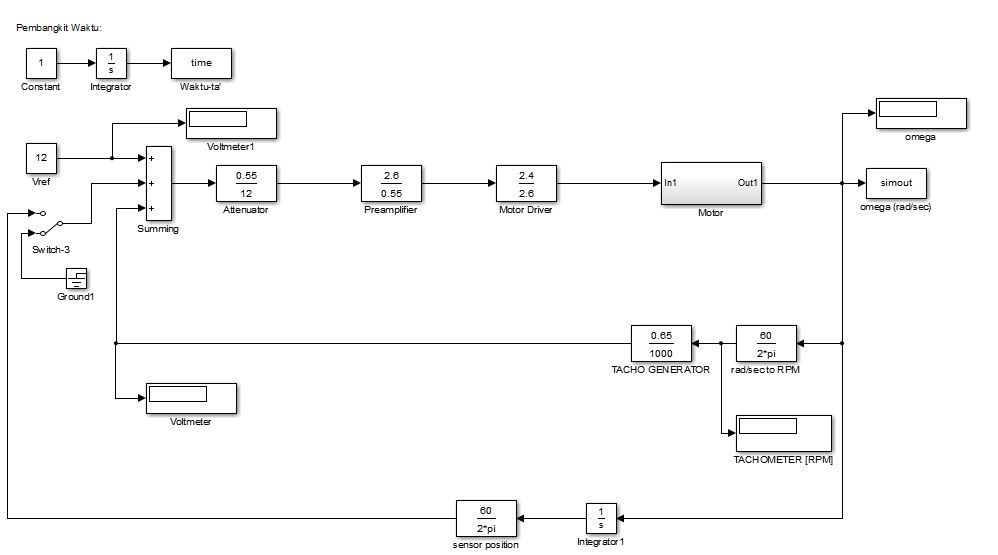 Pembangkit Waktu:
1
Constant
1
s
Integrator
time
Waktu-ta'
Voltmeter1
12
Vref
+
+
+
Summing
0.55
12
Attenuator
2.6
0.55
Preamplifier
2.4
2.6
Motor Driver
In1
Out1
Motor
omega
simout
omega (rad/sec)
Switch-3
Ground1
0.65
1000
TACHO GENERATOR
60
2*pi
rad/sec to RPM
Voltmeter
TACHOMETER [RPM]
60
2*pi
sensor position
1
s
Integrator1